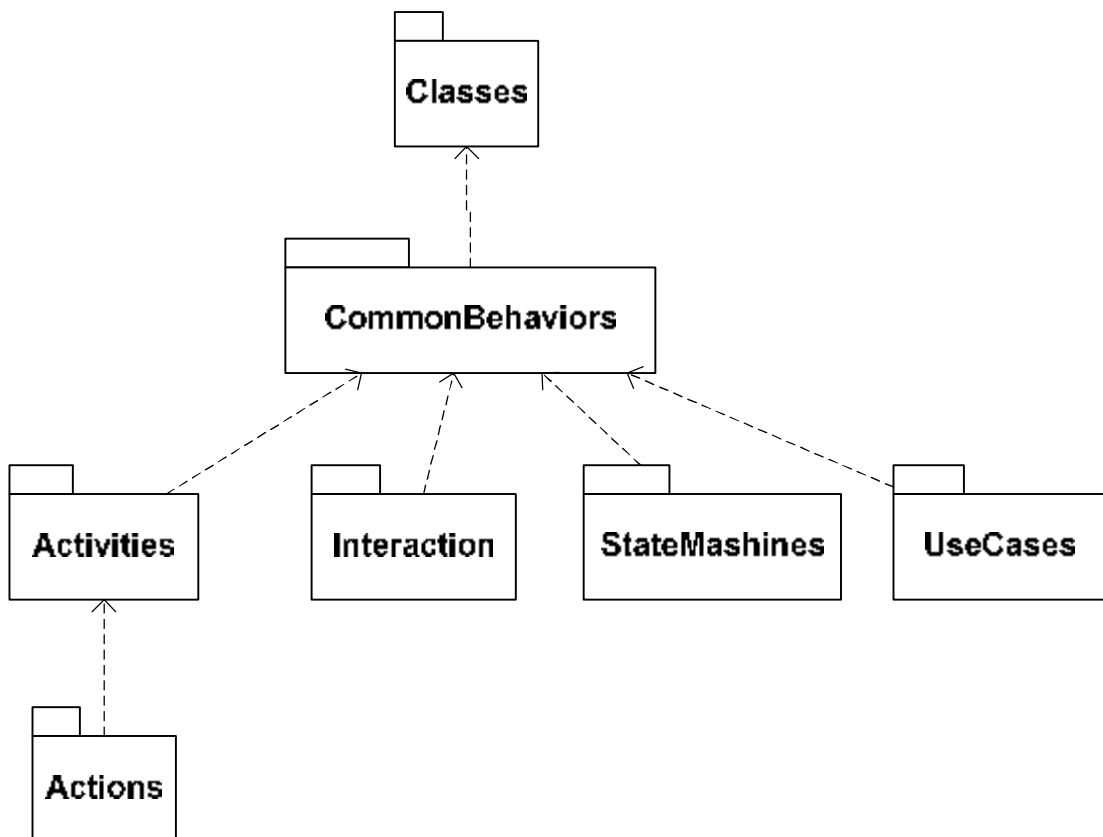 Classes
CommonBehaviors
Activities
Interaction
StateMashines
UseCases
Actions